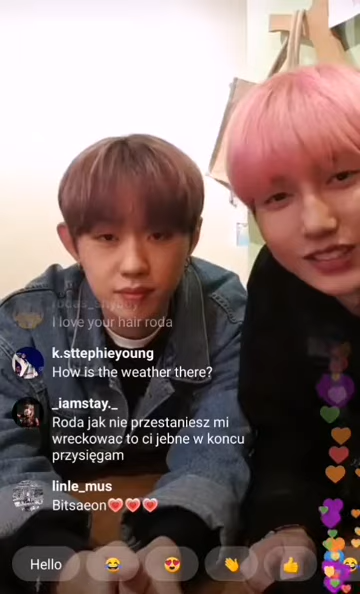 I love your hair roda
k.sttephieyoung
How is the weather there?
_iamstay._
Roda jak nie przestaniesz mi
wreckowac to ci jebne w koncu
przysięgam
linle_mus
Bitsaeon💗💗💗
Hello